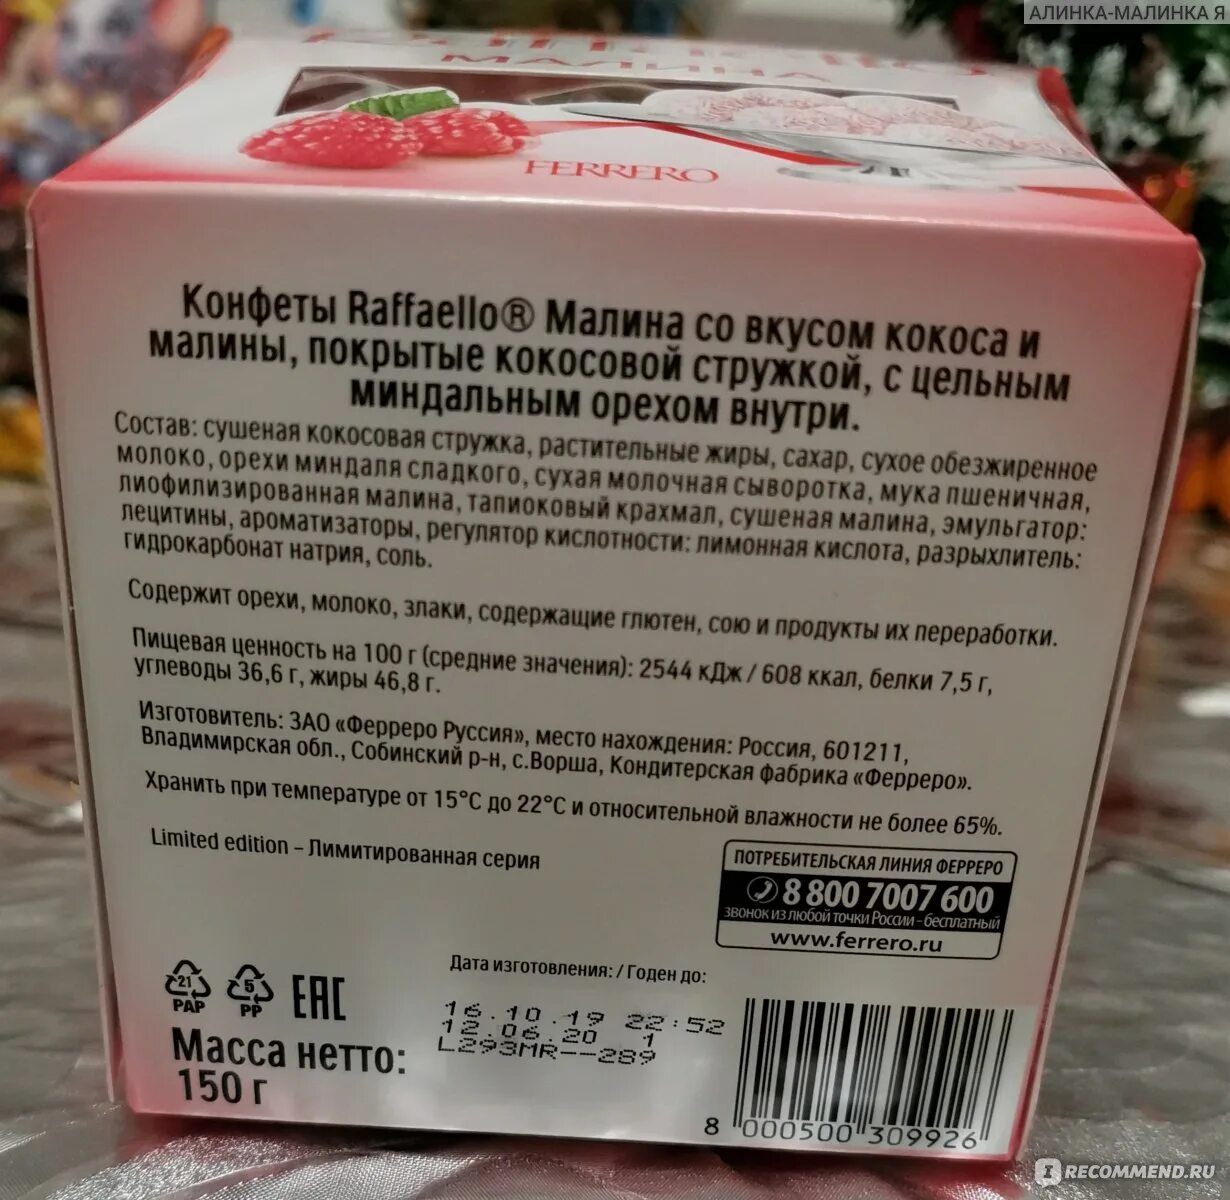 АЛИНКА-МАЛИНКА Я
МАЛИНА
FERRERO
Конфеты Raffaello® Малина со вкусом кокоса и
малины, покрытые кокосовой стружкой, с цельным
миндальным орехом внутри.
Состав: сушеная кокосовая стружка, растительные жиры, сахар, сухое обезжиренное
молоко, орехи миндаля сладкого, сухая молочная сыворотка, мука пшеничная,
лиофилизированная малина, тапиоковый крахмал, сушеная малина, эмульгатор:
лецитины, ароматизаторы, регулятор кислотности: лимонная кислота, разрыхлитель:
гидрокарбонат натрия, соль.
Содержит орехи, молоко, злаки, содержащие глютен, сою и продукты их переработки.
Пищевая ценность на 100 г (средние значения): 2544 кДж / 608 ккал, белки 7,5 г,
углеводы 36,6 г, жиры 46,8 г.
Изготовитель: ЗАО «Ферреро Руссия», место нахождения: Россия, 601211,
Владимирская обл., Собинский р-н, с.Ворша, Кондитерская фабрика «Ферреро».
Хранить при температуре от 15°С до 22°С и относительной влажности не более 65%.
Limited edition – Лимитированная серия
ПОТРЕБИТЕЛЬСКАЯ ЛИНИЯ ФЕРРЕРО
8 800 7007 600
ЗВОНОК ИЗ ЛЮБОЙ ТОЧКИ РОССИИ - БЕСПЛАТНЫЙ
www.ferrero.ru
Дата изготовления: / Годен до:
21 PAP
5 PP
EAC
16.10.19 22:52
12.06.20 1
L293MR--289
Масса нетто:
150 г
8 000500 309926
IRECOMMEND.RU